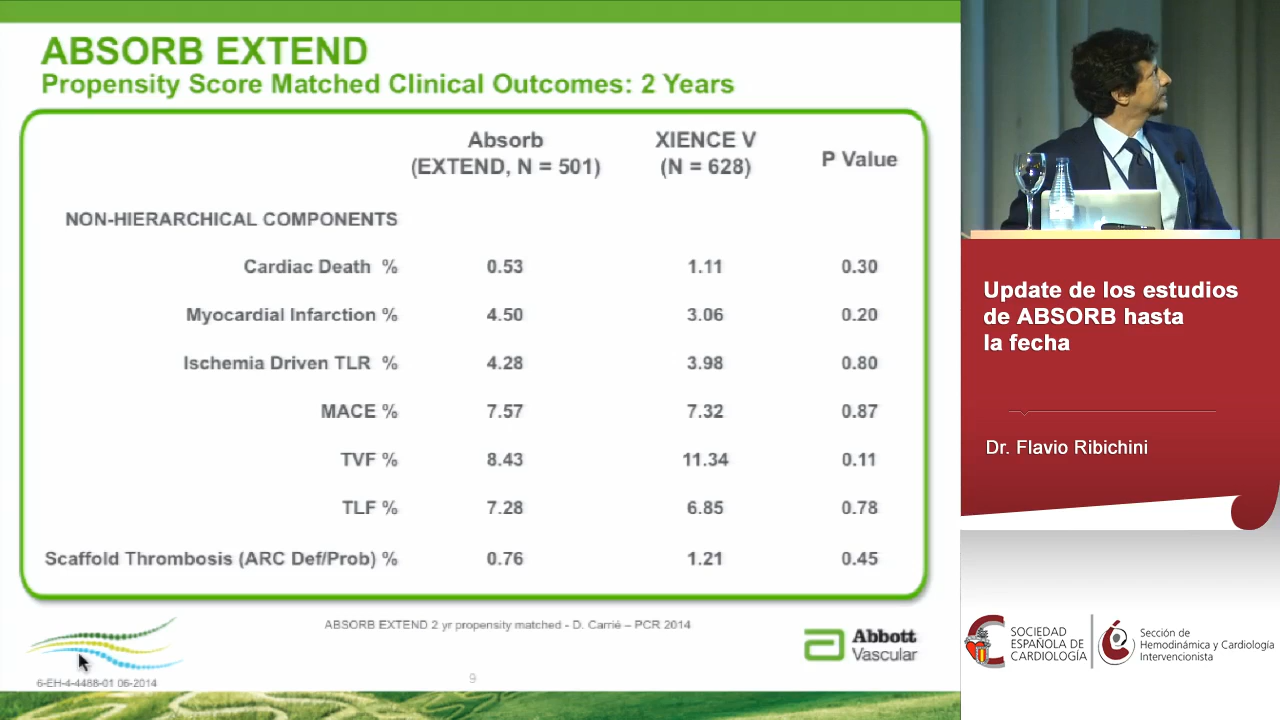 ABSORB EXTEND
Propensity Score Matched Clinical Outcomes: 2 Years
Absorb
(EXTEND, N = 501)
XIENCE V
(N = 628)
P Value
NON-HIERARCHICAL COMPONENTS
Cardiac Death % 0.53 1.11 0.30
Myocardial Infarction % 4.50 3.06 0.20
Ischemia Driven TLR % 4.28 3.98 0.80
MACE % 7.57 7.32 0.87
TVF % 8.43 11.34 0.11
TLF % 7.28 6.85 0.78
Scaffold Thrombosis (ARC Def/Prob) % 0.76 1.21 0.45
ABSORB EXTEND 2 yr propensity matched - D. Carrié – PCR 2014
Abbott
Vascular
6-EH-4-4488-01 06-2014
9
Update de los estudios
de ABSORB hasta
la fecha
Dr. Flavio Ribichini
SOCIEDAD
ESPAÑOLA DE
CARDIOLOGÍA
Sección de
Hemodinámica y Cardiología
Intervencionista